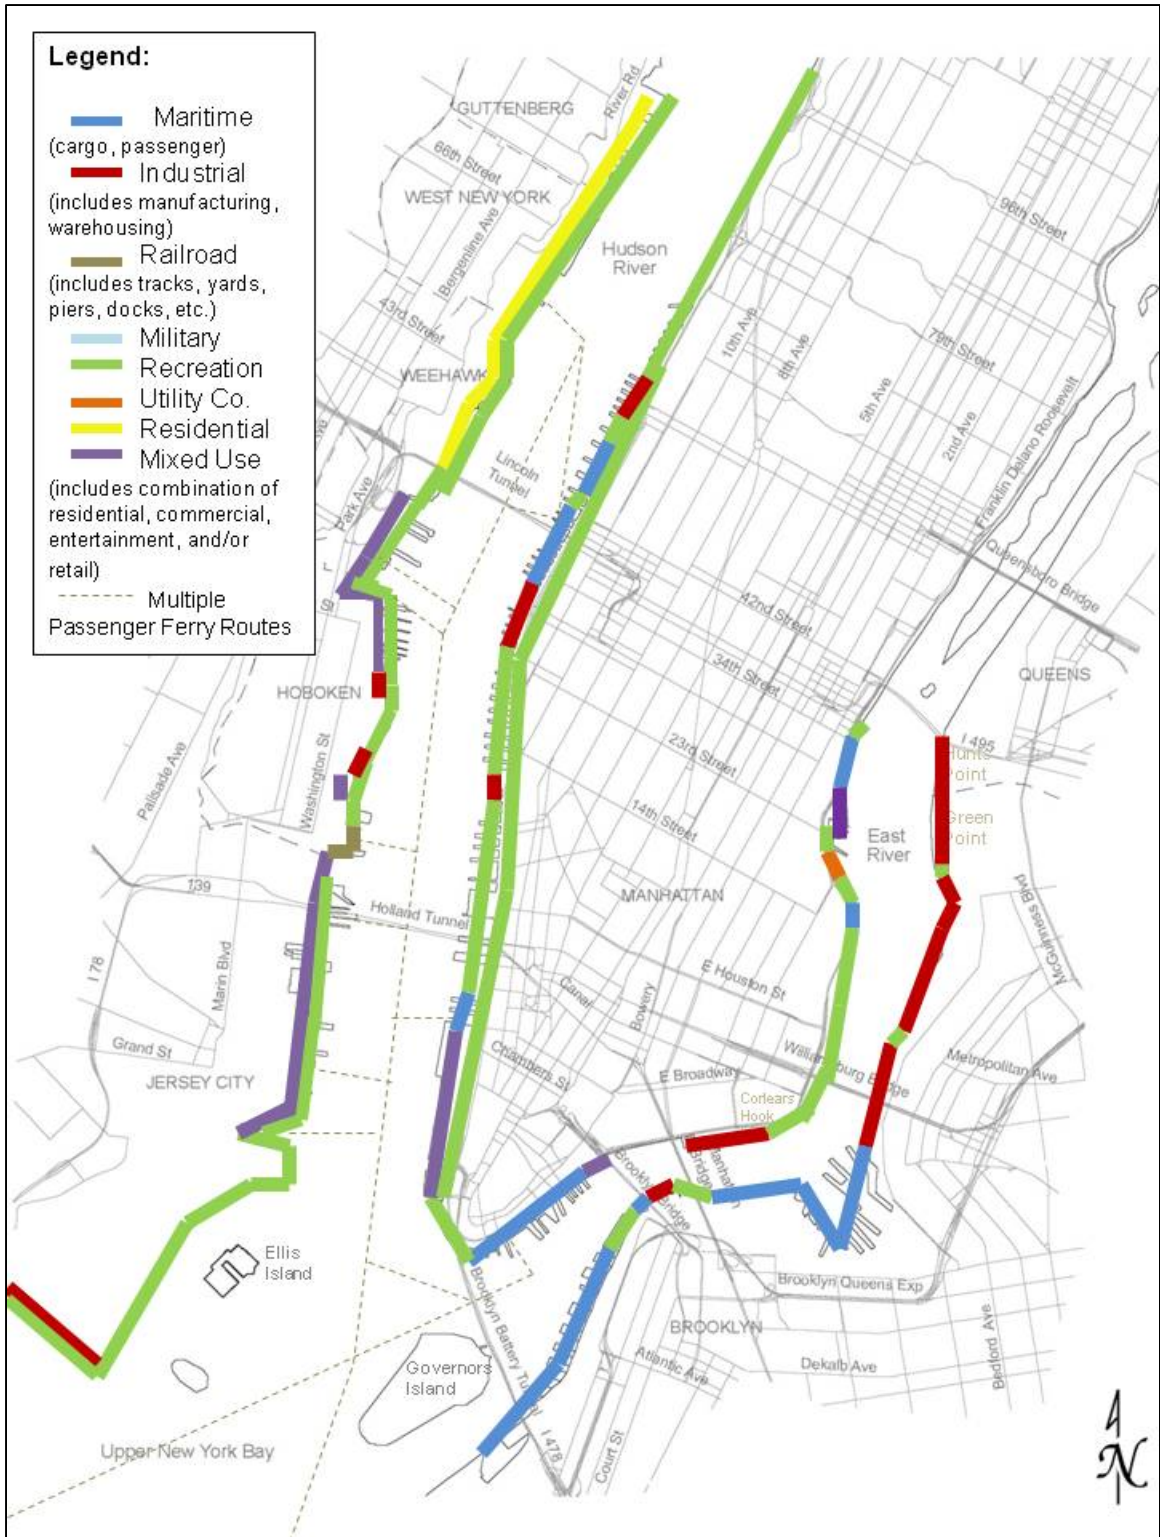 Legend:
Maritime
(cargo, passenger)
Industrial
(includes manufacturing,
warehousing)
Railroad
(includes tracks, yards,
piers, docks, etc.)
Military
Recreation
Utility Co.
Residential
Mixed Use
(includes combination of
residential, commercial,
entertainment, and/or
retail)
Multiple
Passenger Ferry Routes
GUTTENBERG
River Rd
66th Street
WEST NEW YORK
Bergenline Ave
Hudson
River
43rd Street
WEEHAWK
Park Ave
Lincoln
Tunnel
96th Street
10th Ave
8th Ave
79th Street
5th Ave
2nd Ave
Franklin Delano Roosevelt
Queensboro Bridge
42nd Street
34th Street
QUEENS
HOBOKEN
Palisade Ave
Washington St
23rd Street
14th Street
I 495
Hunts
Point
Green
Point
East
River
139
Holland Tunnel
MANHATTAN
McGuinness Blvd
I 78
Marin Blvd
E Houston St
Canal
Bowery
Grand St
JERSEY CITY
Chambers St
E Broadway
Williamsburg Bridge
Metropolitan Ave
Corlears
Hook
Brooklyn Bridge
Manhattan
Bridge
Ellis
Island
Brooklyn Queens Exp
Brooklyn Battery Tunnel
BROOKLYN
Governors
Island
Atlantic Ave
Dekalb Ave
Bedford Ave
Upper New York Bay
I 478
Court St
N